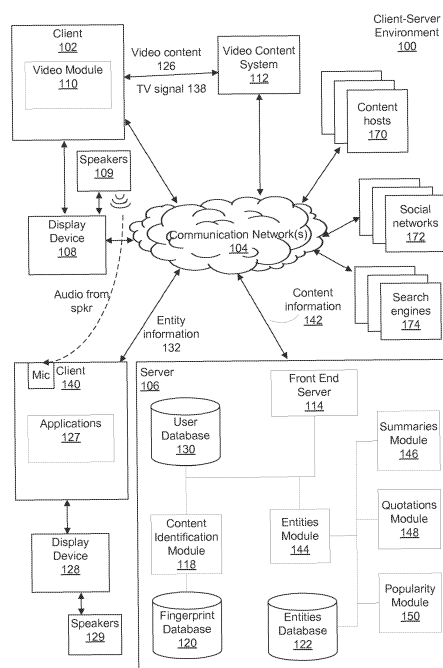 Client-Server
Environment
100
Client
102
Video Module
110
Video content
126
TV signal 138
Video Content
System
112
Content
hosts
170
Speakers
109
Display
Device
108
Communication Network(s)
104
Social
networks
172
Search
engines
174
Audio from
spkr
Entity
information
132
Content
information
142
Mic
Client
140
Applications
127
Display
Device
128
Speakers
129
Server
106
Front End
Server
114
User
Database
130
Summaries
Module
146
Content
Identification
Module
118
Entities
Module
144
Quotations
Module
148
Fingerprint
Database
120
Entities
Database
122
Popularity
Module
150